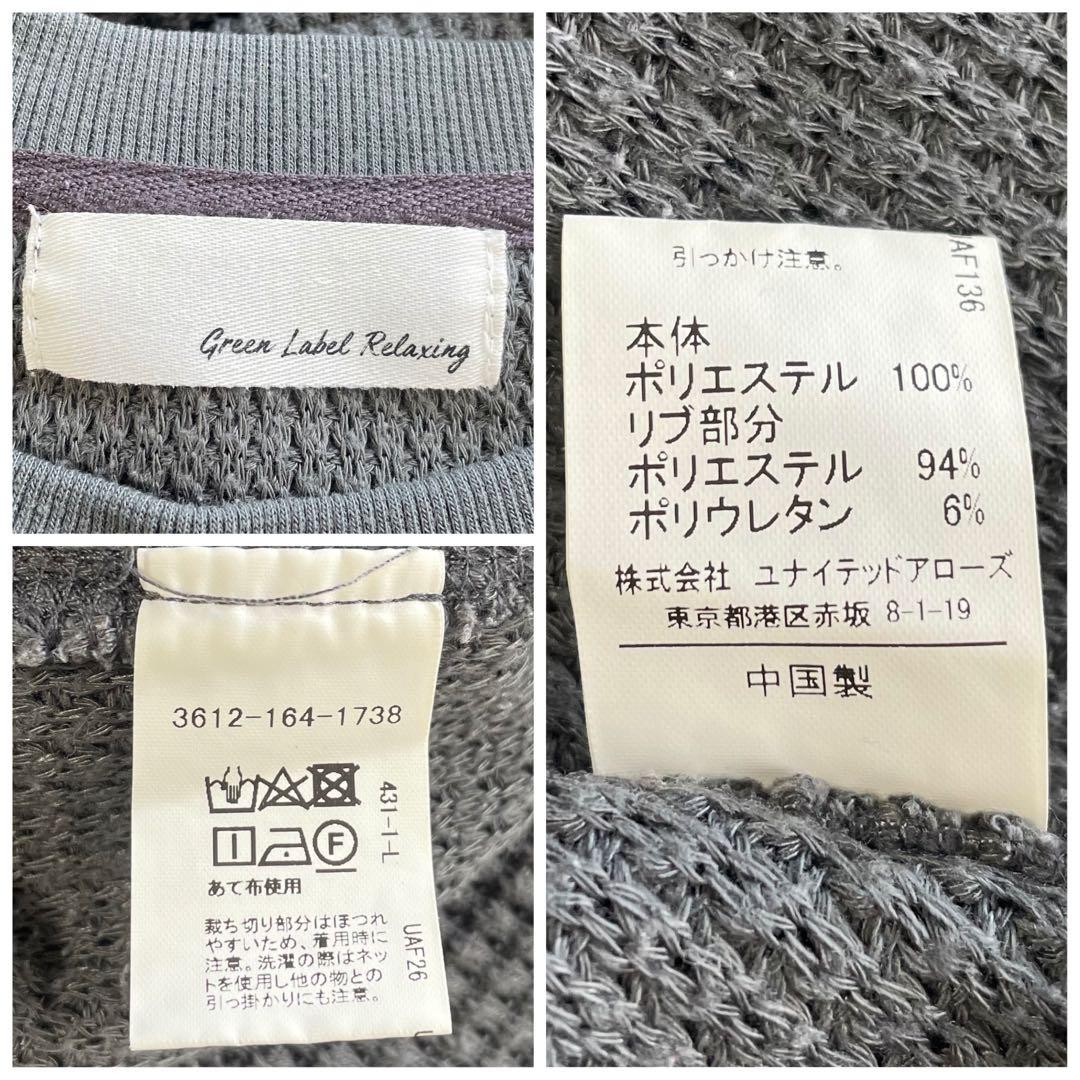 Green Label Relaxing
引っかけ注意。
AF136
本体
ポリエステル 100%
リブ部分
ポリエステル 94%
ポリウレタン 6%
株式会社 ユナイテッドアローズ
東京都港区赤坂 8-1-19
中国製
3612-164-1738
431-1-L
F
あて布使用
裁ち切り部分はほつれ
やすいため、着用時に
注意。洗濯の際はネッ
トを使用し他の物との
引っ掛かりにも注意。
UAF26